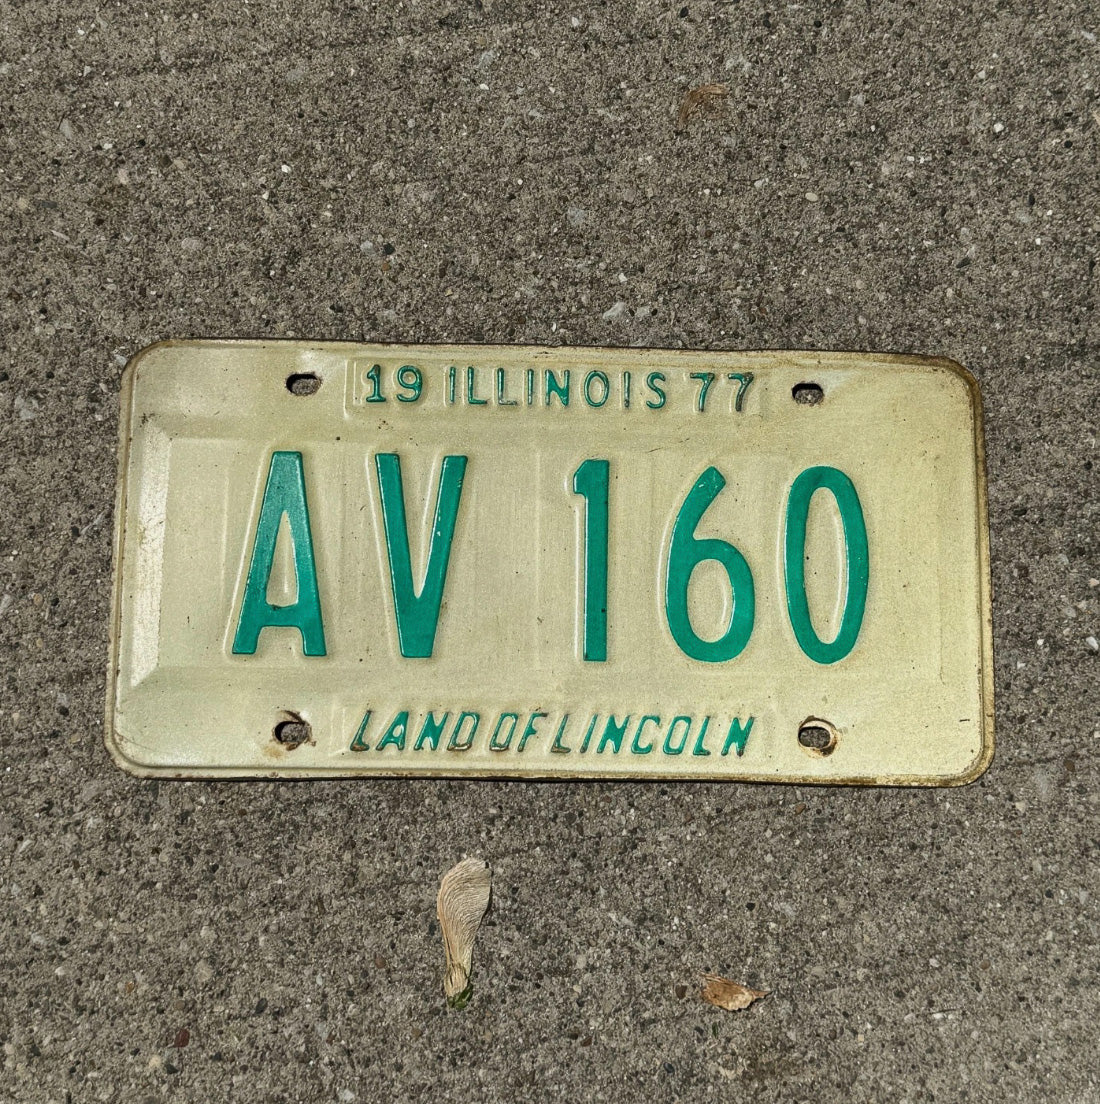 19 ILLINOIS 77
AV 160
LAND OF LINCOLN